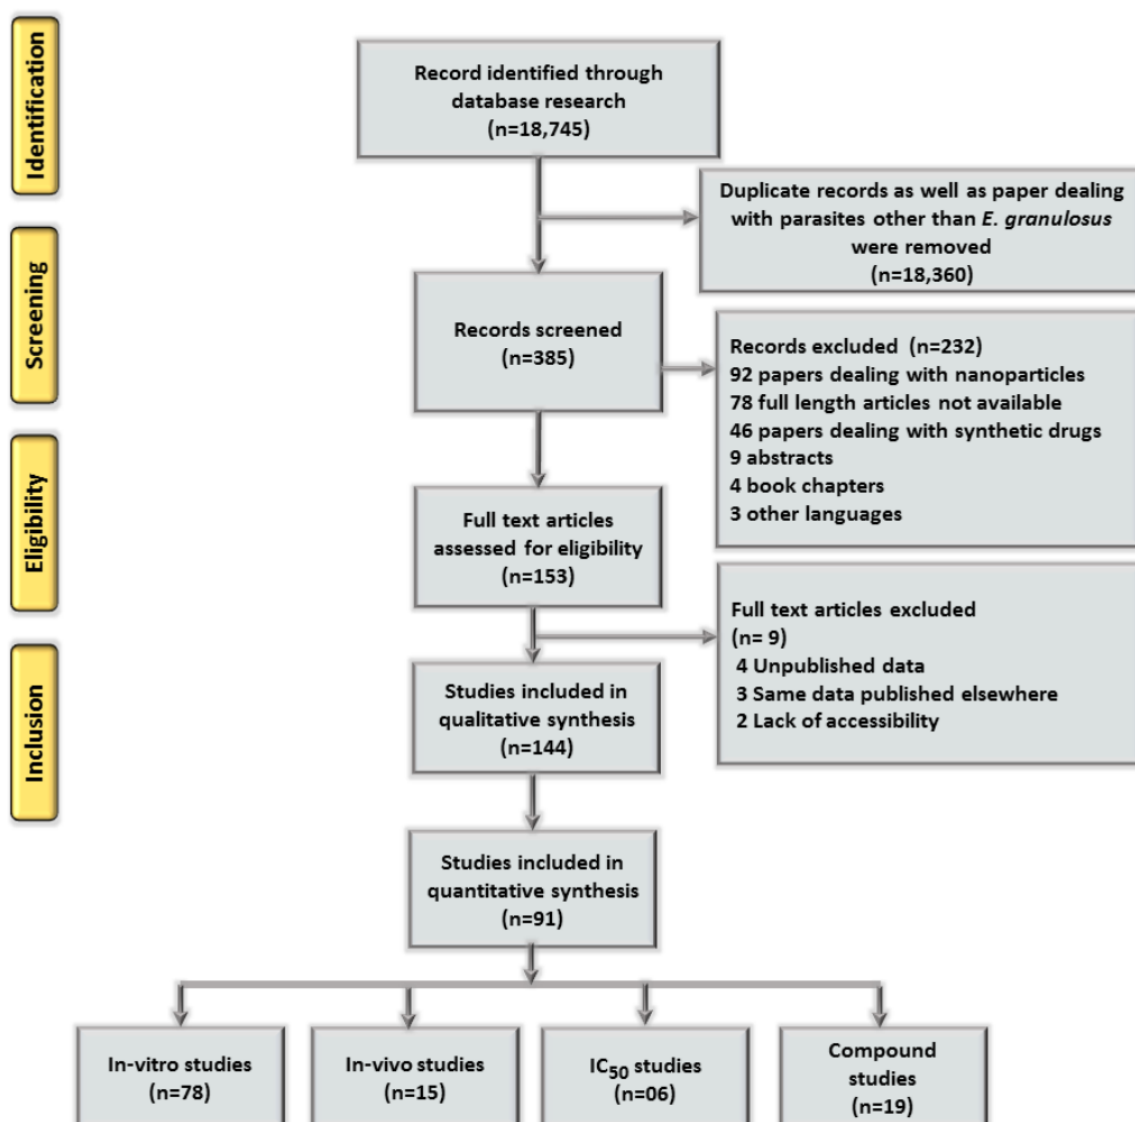 Identification
Record identified through
database research
(n=18,745)
Duplicate records as well as paper dealing
with parasites other than E. granulosus
were removed
(n=18,360)
Screening
Records screened
(n=385)
Records excluded (n=232)
92 papers dealing with nanoparticles
78 full length articles not available
46 papers dealing with synthetic drugs
9 abstracts
4 book chapters
3 other languages
Eligibility
Full text articles
assessed for eligibility
(n=153)
Full text articles excluded
(n= 9)
4 Unpublished data
3 Same data published elsewhere
2 Lack of accessibility
Inclusion
Studies included in
qualitative synthesis
(n=144)
Studies included in
quantitative synthesis
(n=91)
In-vitro studies
(n=78)
In-vivo studies
(n=15)
IC50 studies
(n=06)
Compound
studies
(n=19)